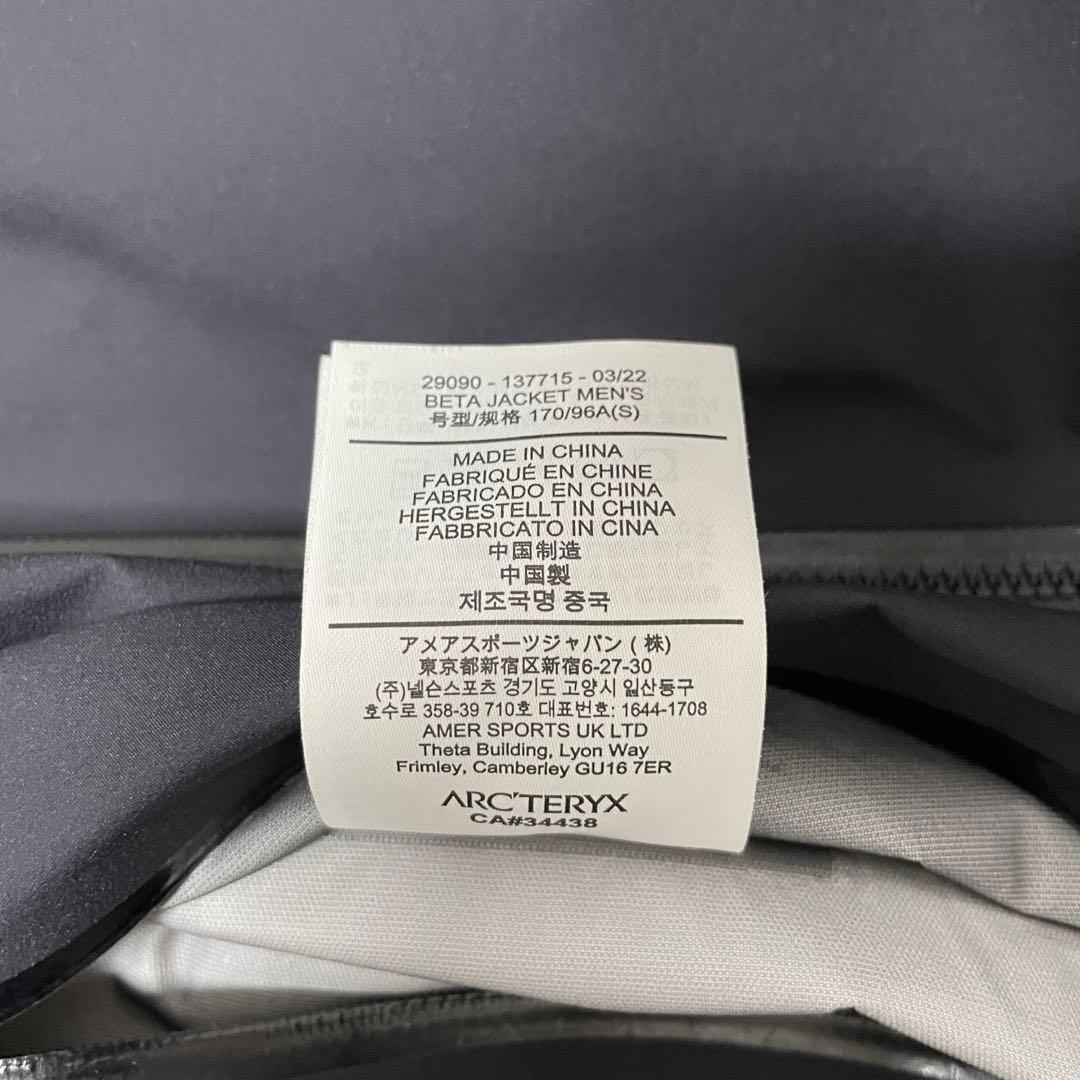 29090 - 137715 - 03/22
BETA JACKET MEN'S
号型/规格 170/96A(S)
MADE IN CHINA
FABRIQUÉ EN CHINE
FABRICADO EN CHINA
HERGESTELLT IN CHINA
FABBRICATO IN CINA
中国制造
中国製
제조국명 중국
アメアスポーツジャパン ( 株)
東京都新宿区新宿6-27-30
(주)넬슨스포츠 경기도 고양시 일산동구
호수로 358-39 710호 대표번호: 1644-1708
AMER SPORTS UK LTD
Theta Building, Lyon Way
Frimley, Camberley GU16 7ER
ARC'TERYX
CA#34438